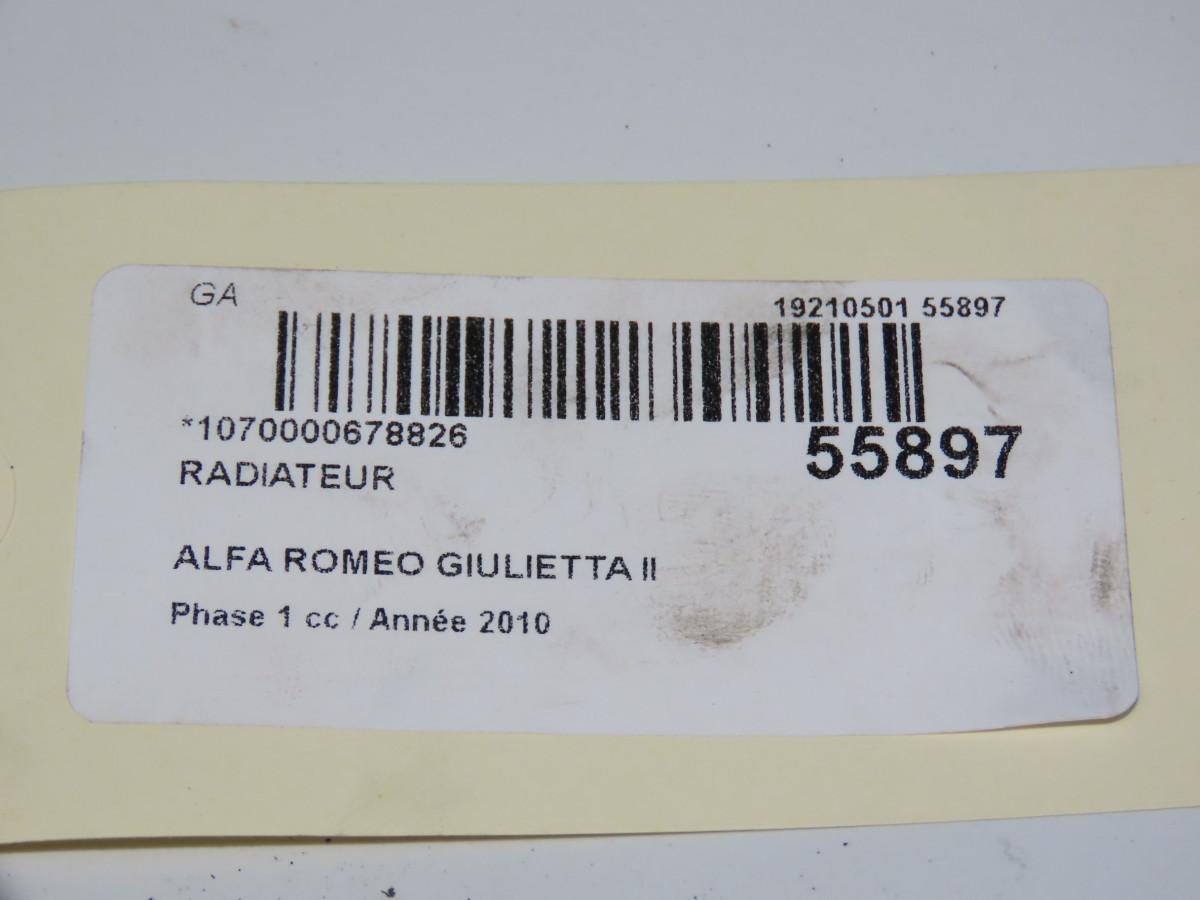 GA
19210501 55897
*1070000678826
55897
RADIATEUR
ALFA ROMEO GIULIETTA II
Phase 1 cc / Année 2010